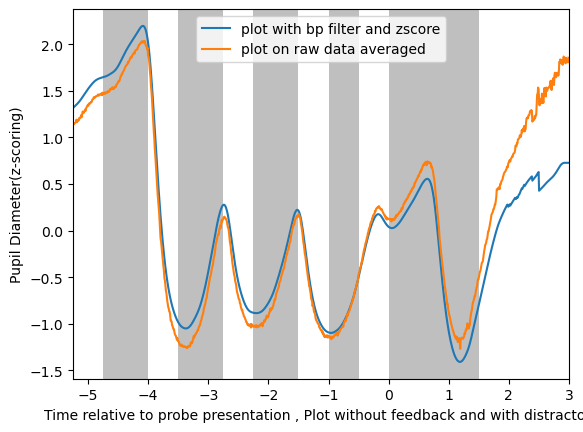 plot with bp filter and zscore
plot on raw data averaged
Pupil Diameter(z-scoring)
2.0
1.5
1.0
0.5
0.0
−0.5
−1.0
−1.5
−5 −4 −3 −2 −1 0 1 2 3
Time relative to probe presentation , Plot without feedback and with distracto